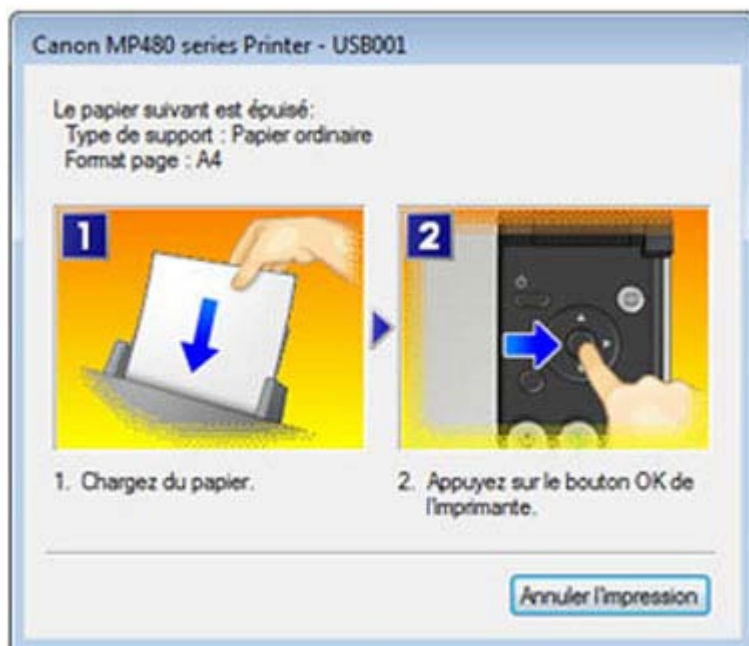 Canon MP480 series Printer - USB001
Le papier suivant est épuisé:
Type de support : Papier ordinaire
Format page : A4
1
2
1. Chargez du papier.
2. Appuyez sur le bouton OK de
l'imprimante.
Annuler l'impression